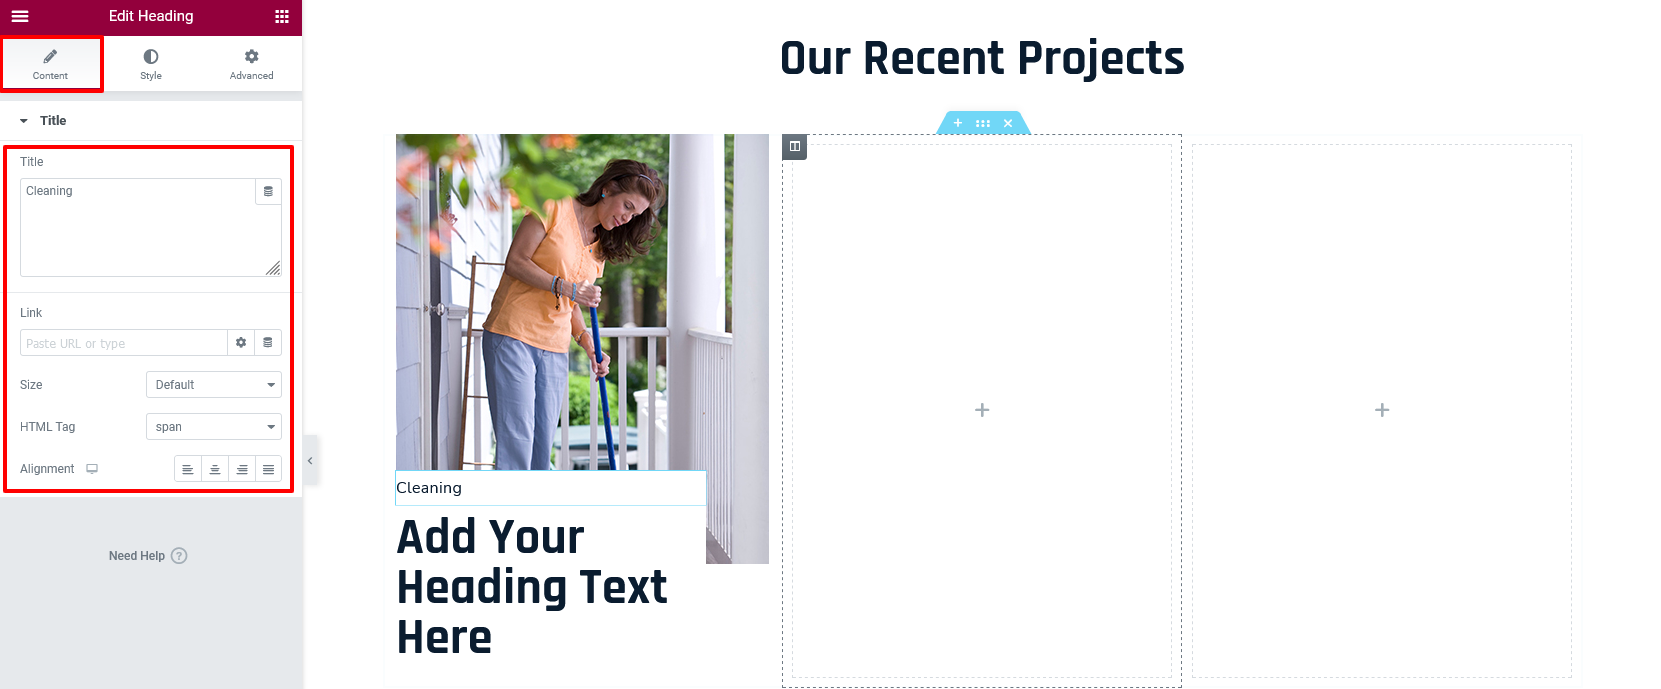 Edit Heading
Content
Style
Advanced
Title
Title
Cleaning
Link
Paste URL or type
Size
Default
HTML Tag
span
Alignment
Need Help ?
Our Recent Projects
Cleaning
Add Your
Heading Text
Here